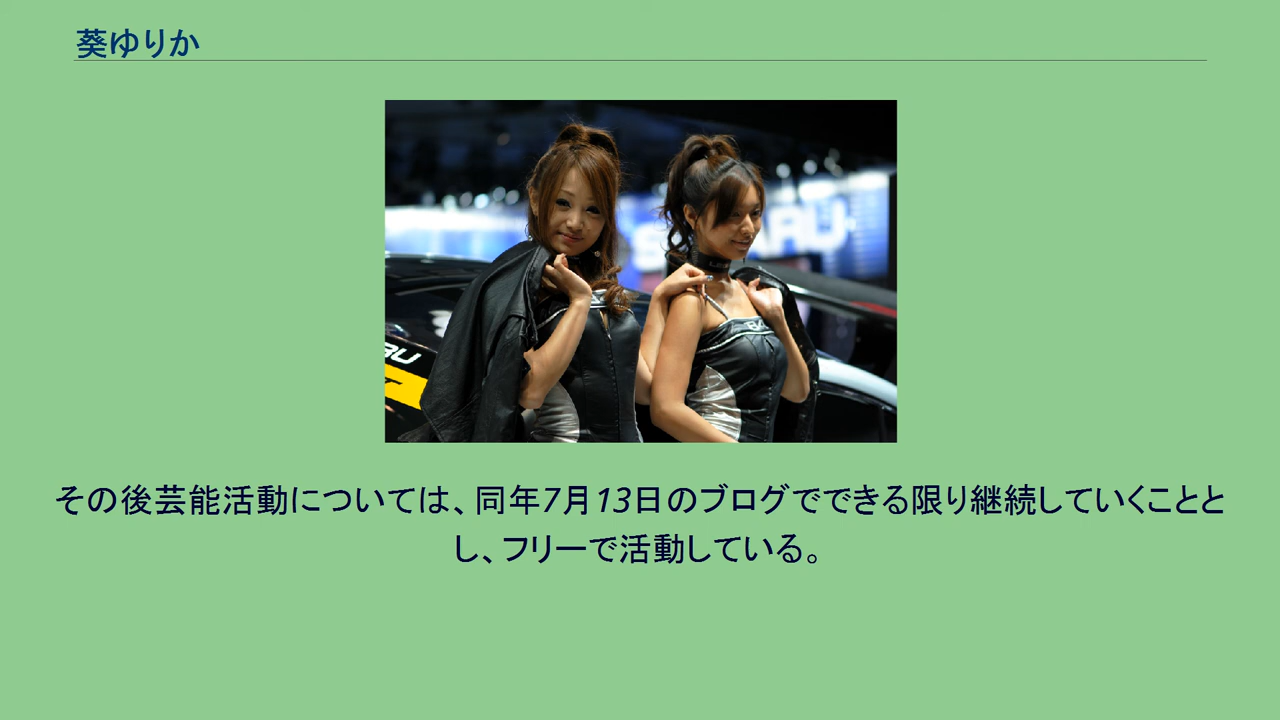 葵ゆりか
その後芸能活動については、同年7月13日のブログでできる限り継続していくことと
し、フリーで活動している。